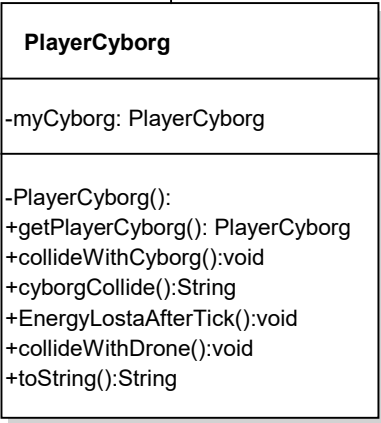 PlayerCyborg
-myCyborg: PlayerCyborg
-PlayerCyborg():
+getPlayerCyborg(): PlayerCyborg
+collideWithCyborg():void
+cyborgCollide():String
+EnergyLostaAfterTick():void
+collideWithDrone():void
+toString():String